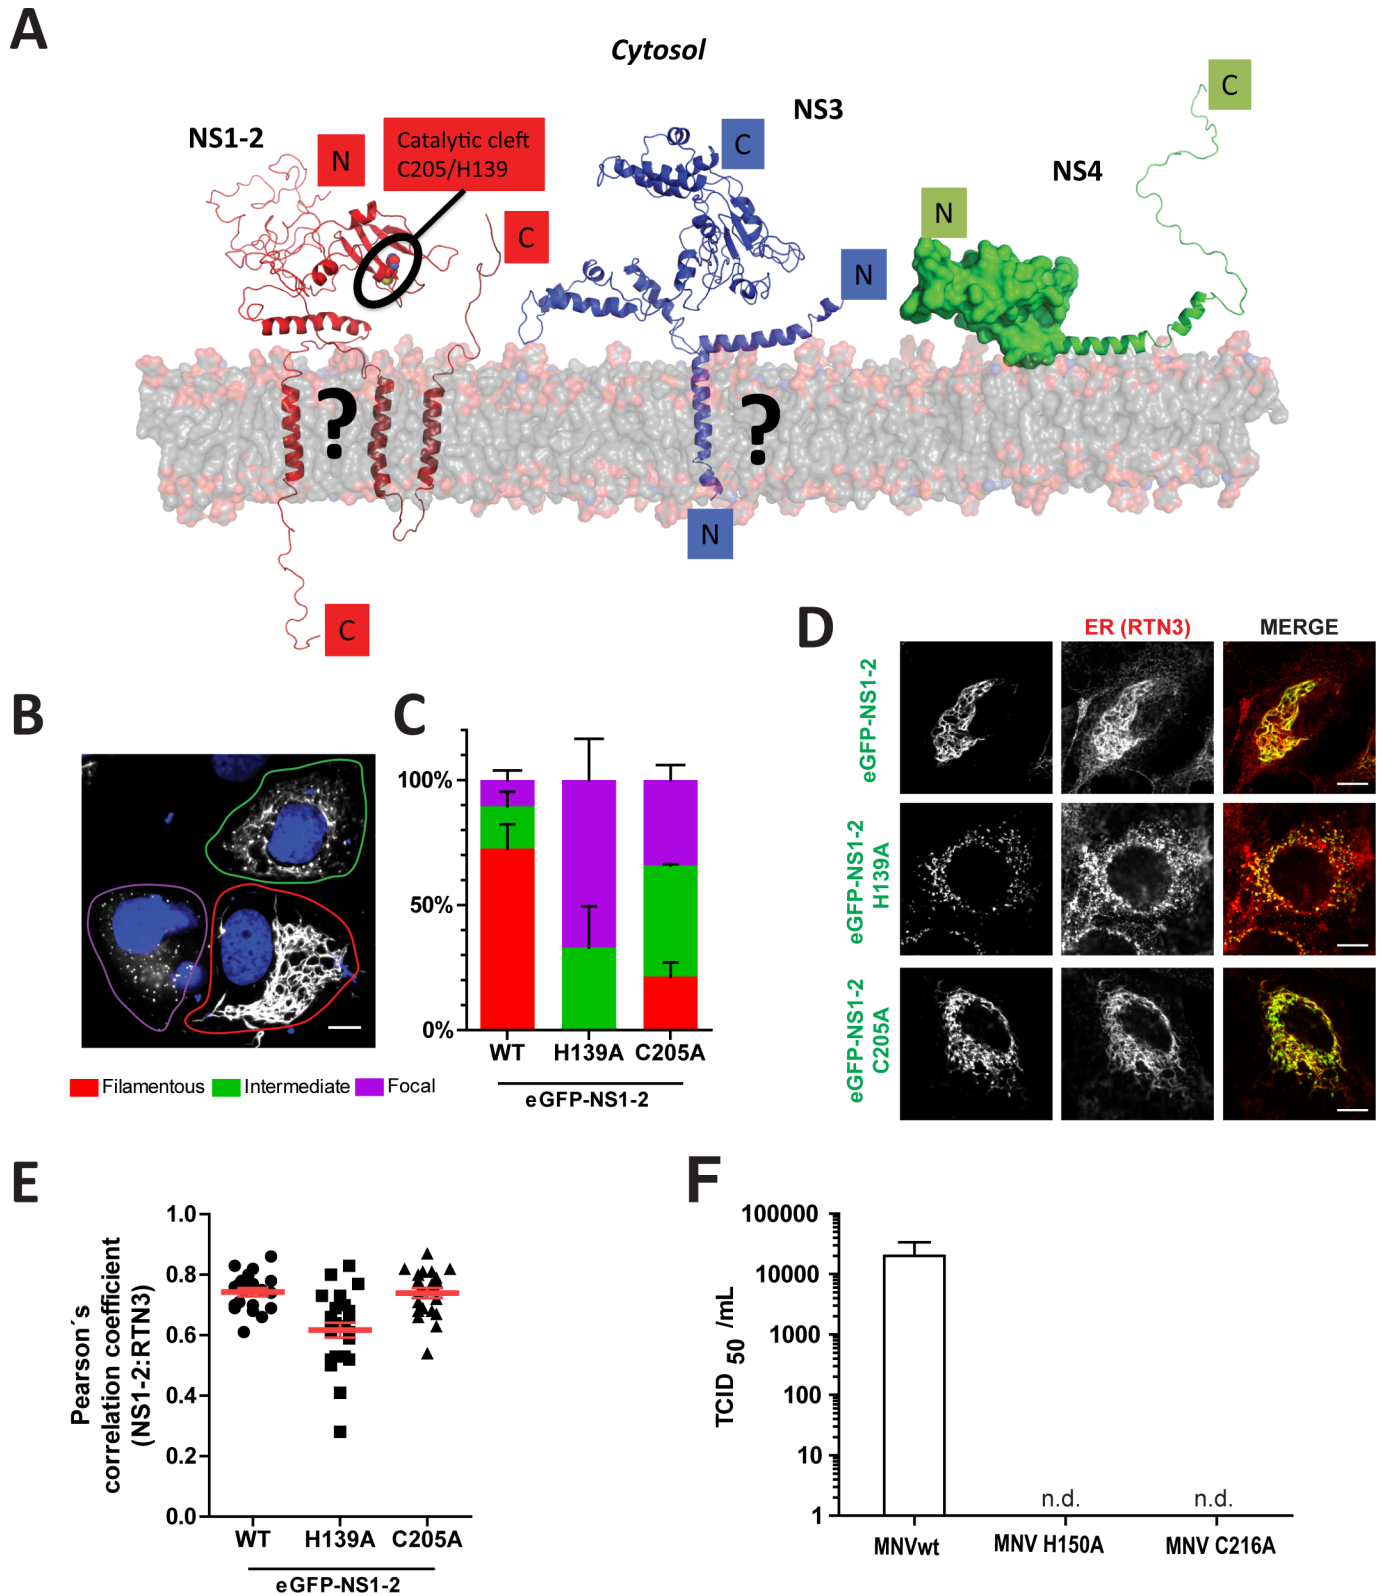 A
Cytosol
NS1-2
N
Catalytic cleft
C205/H139
C
C
NS3
C
N
?
?
N
NS4
N
C
B
Filamentous
Intermediate
Focal
C
100%
50%
0%
WT
H139A
C205A
eGFP-NS1-2
D
ER (RTN3)
MERGE
eGFP-NS1-2
eGFP-NS1-2
H139A
eGFP-NS1-2
C205A
E
Pearson´s
correlation coefficient
(NS1-2:RTN3)
1.0
0.8
0.6
0.4
0.2
0.0
WT
H139A
C205A
eGFP-NS1-2
F
TCID 50 /mL
100000
10000
1000
100
10
1
n.d.
n.d.
MNVwt
MNV H150A
MNV C216A